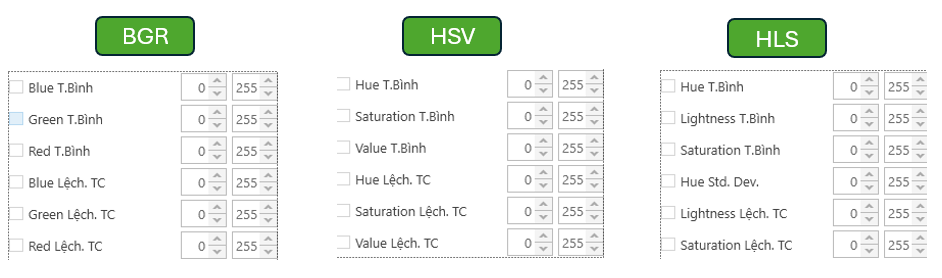 BGR
Blue T.Bình 0 255
Green T.Bình 0 255
Red T.Bình 0 255
Blue Lệch. TC 0 255
Green Lệch. TC 0 255
Red Lệch. TC 0 255
HSV
Hue T.Bình 0 255
Saturation T.Bình 0 255
Value T.Bình 0 255
Hue Lệch. TC 0 255
Saturation Lệch. TC 0 255
Value Lệch. TC 0 255
HLS
Hue T.Bình 0 255
Lightness T.Bình 0 255
Saturation T.Bình 0 255
Hue Std. Dev. 0 255
Lightness Lệch. TC 0 255
Saturation Lệch. TC 0 255